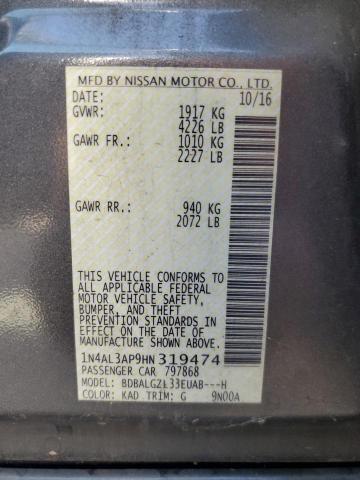 MFD BY NISSAN MOTOR CO., LTD.
DATE: 10/16
GVWR: 1917 KG
4226 LB
GAWR FR.: 1010 KG
2227 LB
GAWR RR.: 940 KG
2072 LB
THIS VEHICLE CONFORMS TO
ALL APPLICABLE FEDERAL
MOTOR VEHICLE SAFETY,
BUMPER, AND THEFT
PREVENTION STANDARDS IN
EFFECT ON THE DATE OF
MANUFACTURE SHOWN ABOVE.
1N4AL3AP9HN319474
PASSENGER CAR 797868
MODEL: BDBALGZL33EUAB---H
COLOR: KAD TRIM: G 9N00A